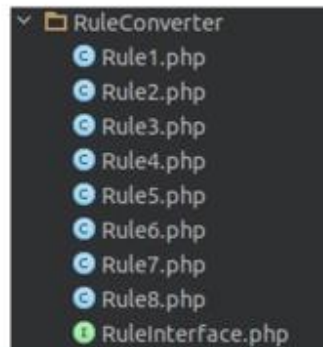 RuleConverter
Rule1.php
Rule2.php
Rule3.php
Rule4.php
Rule5.php
Rule6.php
Rule7.php
Rule8.php
RuleInterface.php